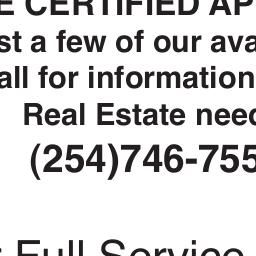 E CERTIFIED AP
st a few of our ava
all for information
Real Estate need
(254)746-755
r Full Service